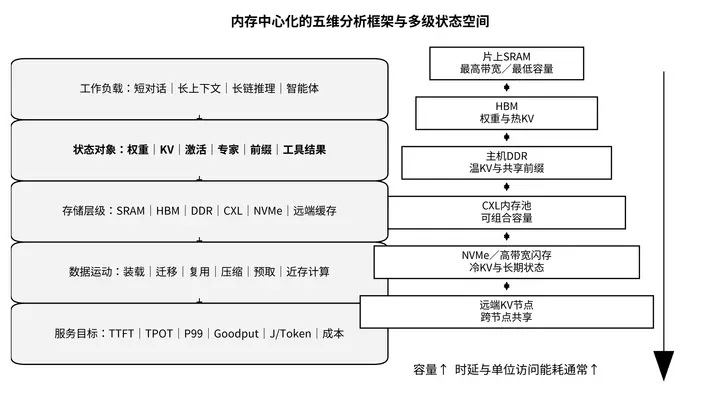 内存中心化的五维分析框架与多级状态空间
工作负载：短对话｜长上下文｜长链推理｜智能体
状态对象：权重｜KV｜激活｜专家｜前缀｜工具结果
存储层级：SRAM｜HBM｜DDR｜CXL｜NVMe｜远端缓存
数据运动：装载｜迁移｜复用｜压缩｜预取｜近存计算
服务目标：TTFT｜TPOT｜P99｜Goodput｜J/Token｜成本
片上SRAM
最高带宽／最低容量
HBM
权重与热KV
主机DDR
温KV与共享前缀
CXL内存池
可组合容量
NVMe／高带宽闪存
冷KV与长期状态
远端KV节点
跨节点共享
容量↑ 时延与单位访问能耗通常↑